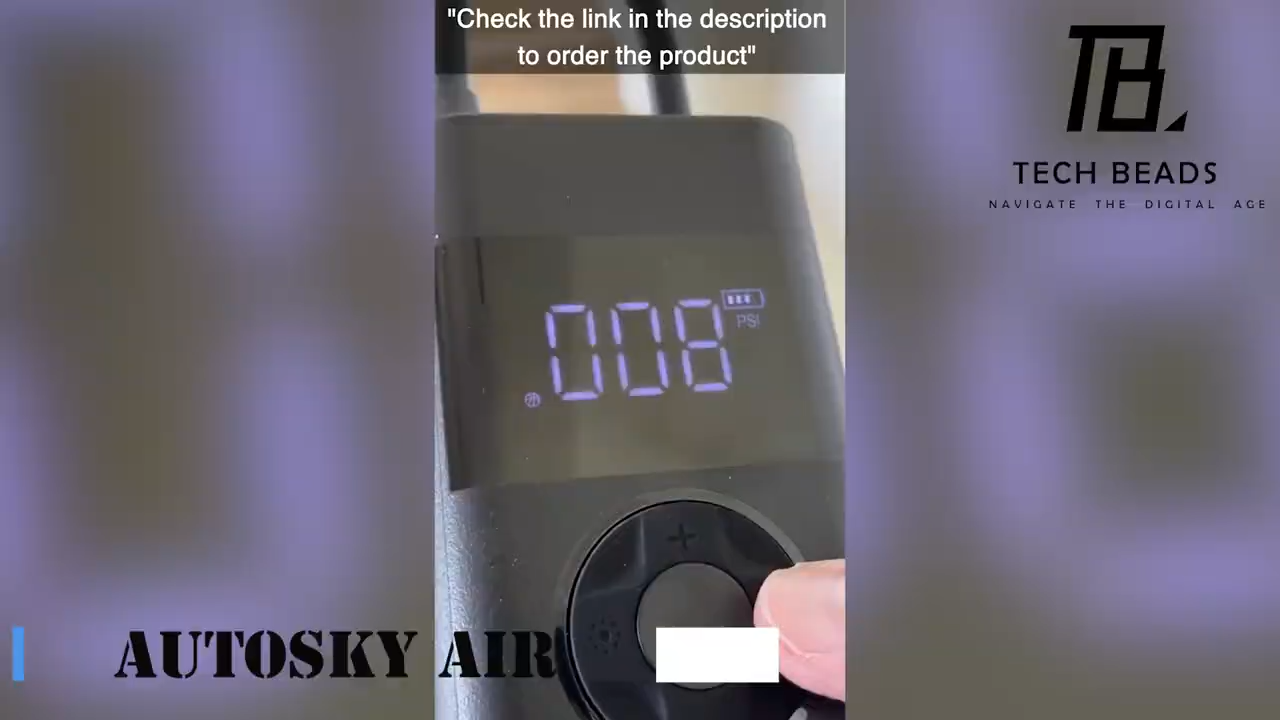 "Check the link in the description
to order the product"
TB.
TECH BEADS
NAVIGATE THE DIGITAL AGE
008
PSI
+
AUTOSKY AIR